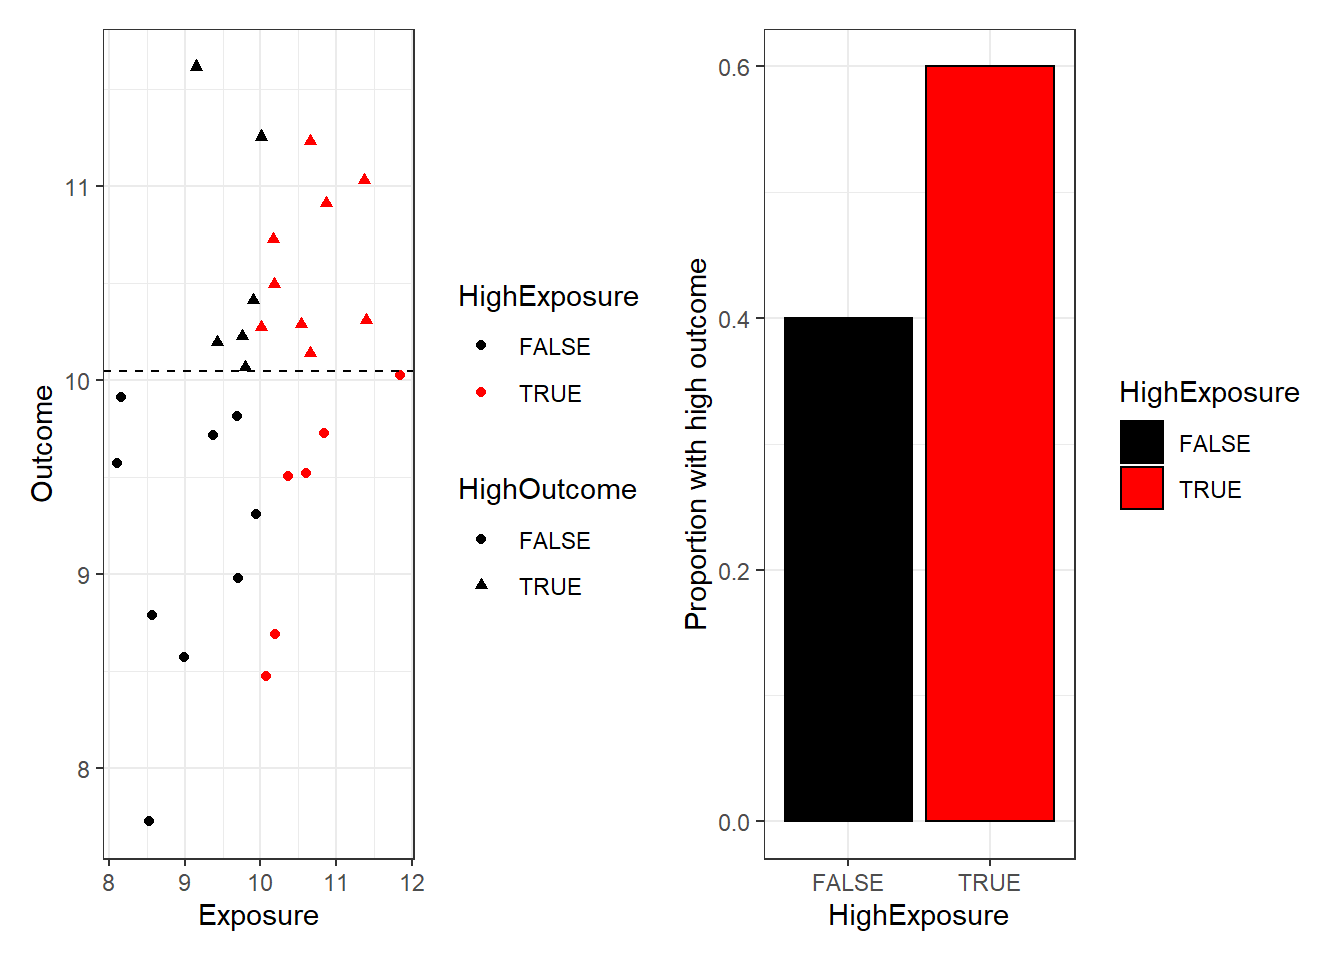 Outcome
11
10
9
8
8 9 10 11 12
Exposure
HighExposure
FALSE
TRUE
HighOutcome
FALSE
TRUE
Proportion with high outcome
0.6
0.4
0.2
0.0
FALSE TRUE
HighExposure
HighExposure
FALSE
TRUE